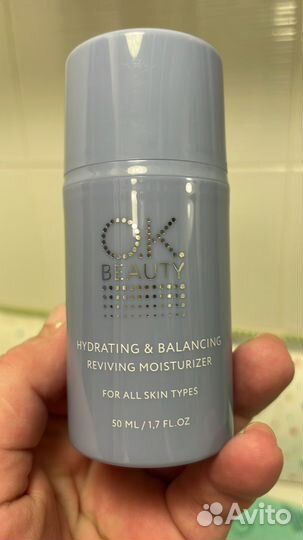 O.K
BEAUTY
HYDRATING & BALANCING
REVIVING MOISTURIZER
FOR ALL SKIN TYPES
50 ML / 1,7 FL.OZ
Avito